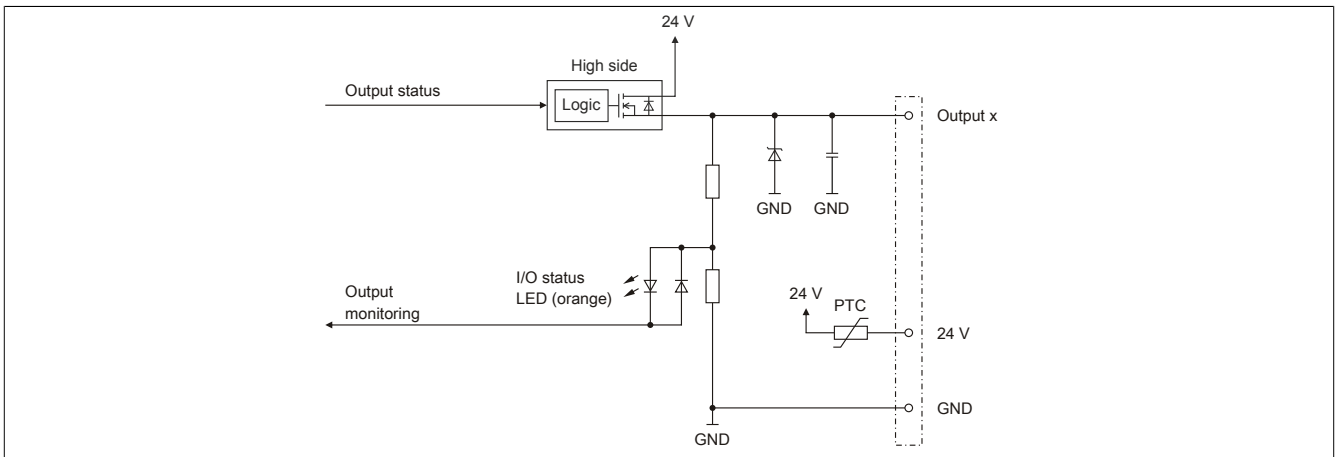 24 V
High side
Output status
Logic
Output x
GND
GND
I/O status
LED (orange)
Output
monitoring
24 V
PTC
24 V
GND
GND